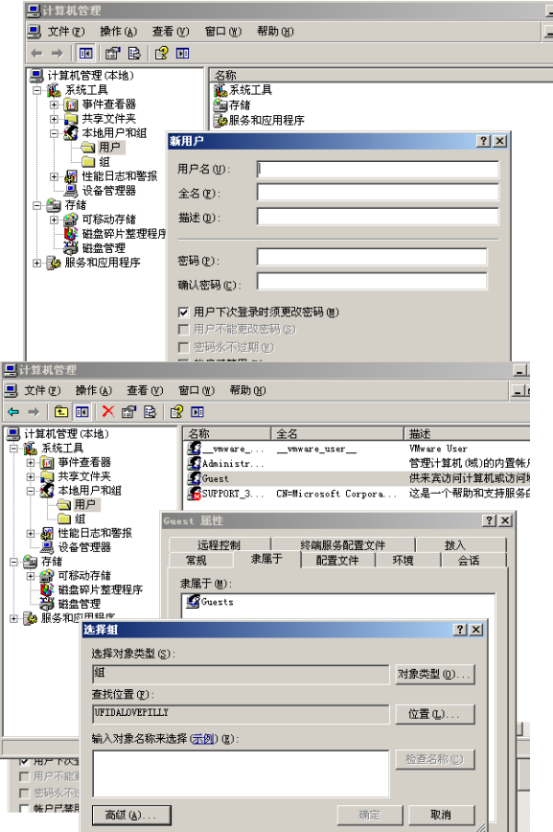 计算机管理
文件(F) 操作(A) 查看(V) 窗口(W) 帮助(H)
计算机管理(本地)
系统工具
事件查看器
共享文件夹
本地用户和组
用户
组
性能日志和警报
设备管理器
存储
可移动存储
磁盘碎片整理程序
磁盘管理
服务和应用程序
名称
系统工具
存储
服务和应用程序
新用户
用户名(U):
全名(F):
描述(D):
密码(P):
确认密码(C):
用户下次登录时须更改密码(M)
用户不能更改密码(S)
密码永不过期(W)
计算机管理
文件(F) 操作(A) 查看(V) 窗口(W) 帮助(H)
计算机管理(本地)
系统工具
事件查看器
共享文件夹
本地用户和组
用户
组
性能日志和警报
设备管理器
存储
可移动存储
磁盘碎片整理程序
磁盘管理
服务和应用程序
名称 全名 描述
__vmware_... __vmware_user__ VMware User
Administr... 管理计算机(域)的内置帐
Guest 供来宾访问计算机或访问域
SUPPORT_3... CN=Microsoft Corpora... 这是一个帮助和支持服务的
Guest 属性
远程控制 终端服务配置文件 拨入
常规 隶属于 配置文件 环境 会话
隶属于(M):
Guests
选择组
选择对象类型(S):
组
对象类型(O)...
查找位置(F):
UFIDALOVEPILLY
位置(L)...
输入对象名称来选择(示例)(E):
检查名称(C)
高级(A)...
确定
取消
用户下次
用户不能
密码永不
帐户已禁用